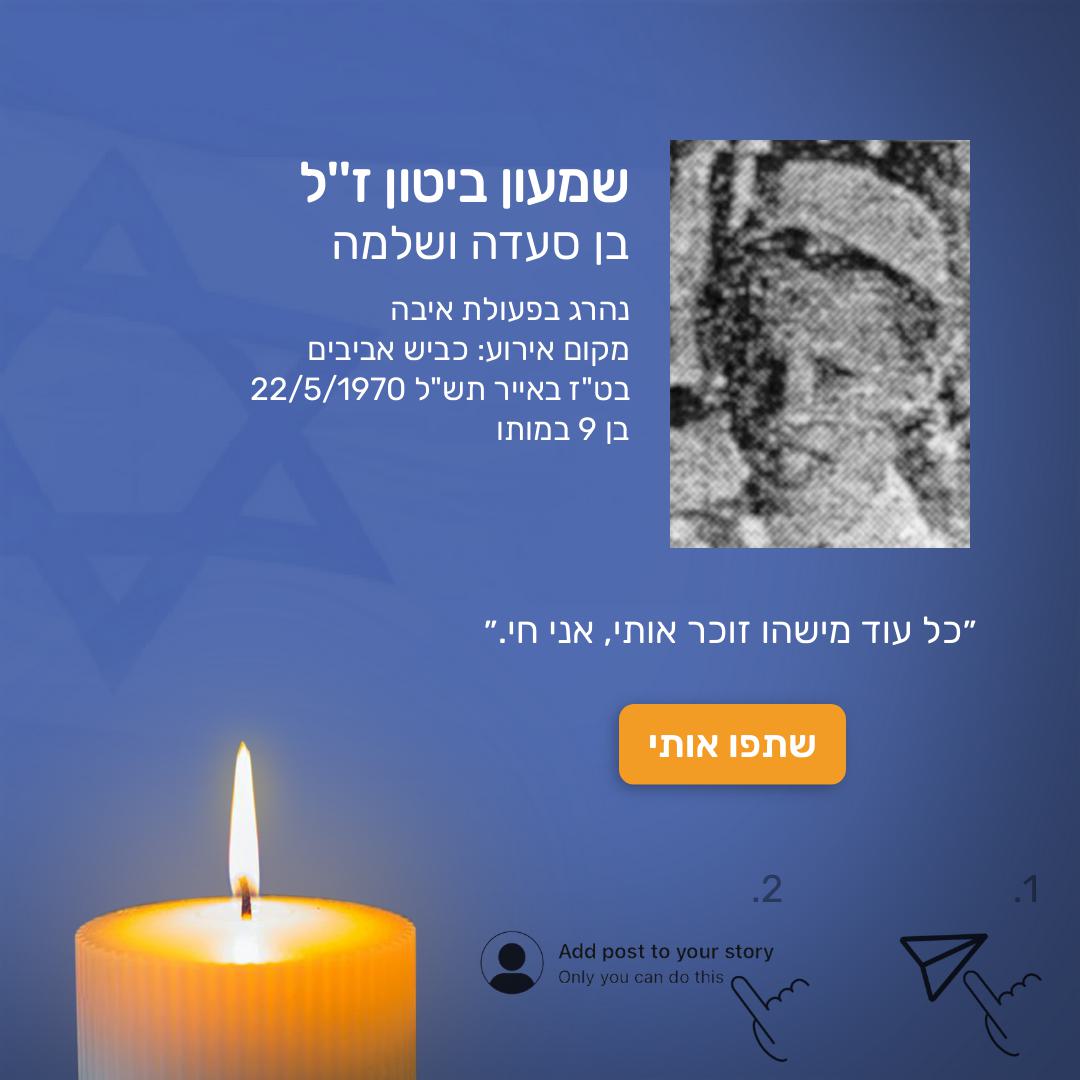 שמעון ביטון ז"ל
בן סעדה ושלמה
נהרג בפעולת איבה
מקום אירוע: כביש אביבים
בט"ז באייר תש"ל 22/5/1970
בן 9 במותו
"כל עוד מישהו זוכר אותי, אני חי."
שתפו אותי
1.
2.
Add post to your story
Only you can do this